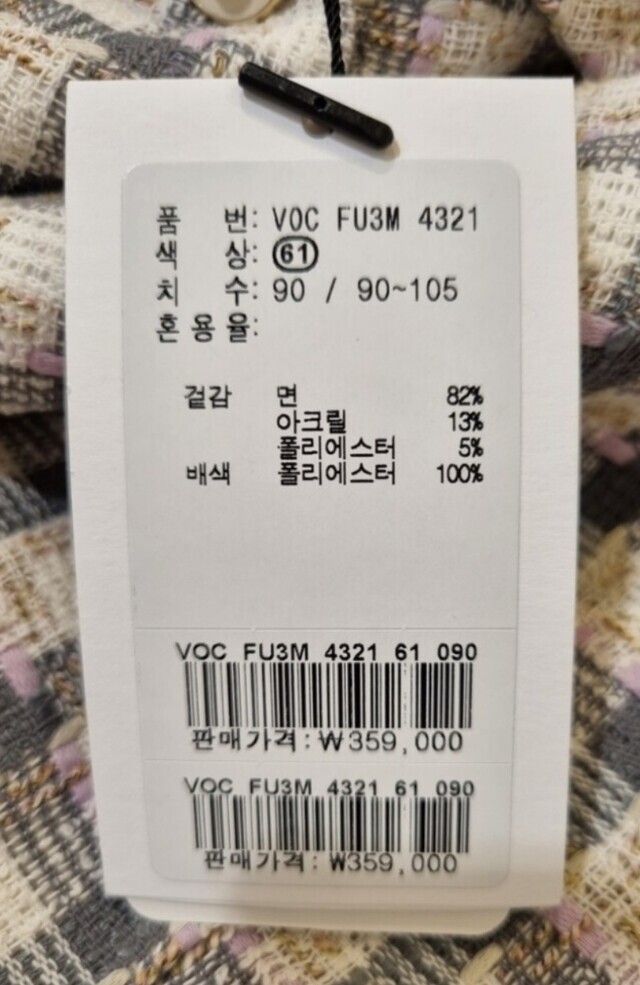 품 번: VOC FU3M 4321
색 상: 61
치 수: 90 / 90~105
혼 용 율:
겉감 면 82%
아크릴 13%
폴리에스터 5%
배색 폴리에스터 100%
VOC FU3M 4321 61 090
판매가격:₩359,000
VOC FU3M 4321 61 090
판매가격:₩359,000